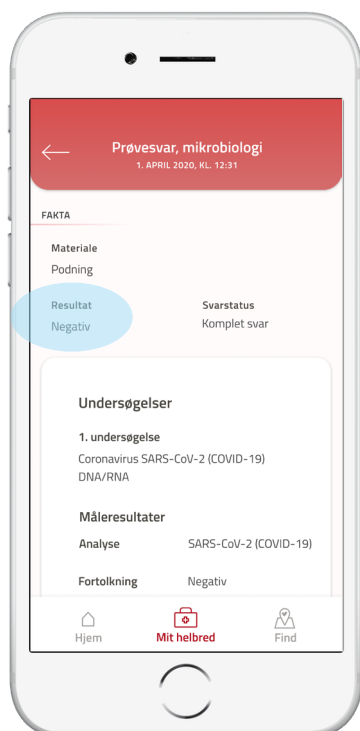 Prøvesvar, mikrobiologi
1. APRIL 2020, KL. 12:31
FAKTA
Materiale
Podning
Resultat Svarstatus
Negativ Komplet svar
Undersøgelser
1. undersøgelse
Coronavirus SARS-CoV-2 (COVID-19)
DNA/RNA
Måleresultater
Analyse SARS-CoV-2 (COVID-19)
Fortolkning Negativ
Hjem Mit helbred Find